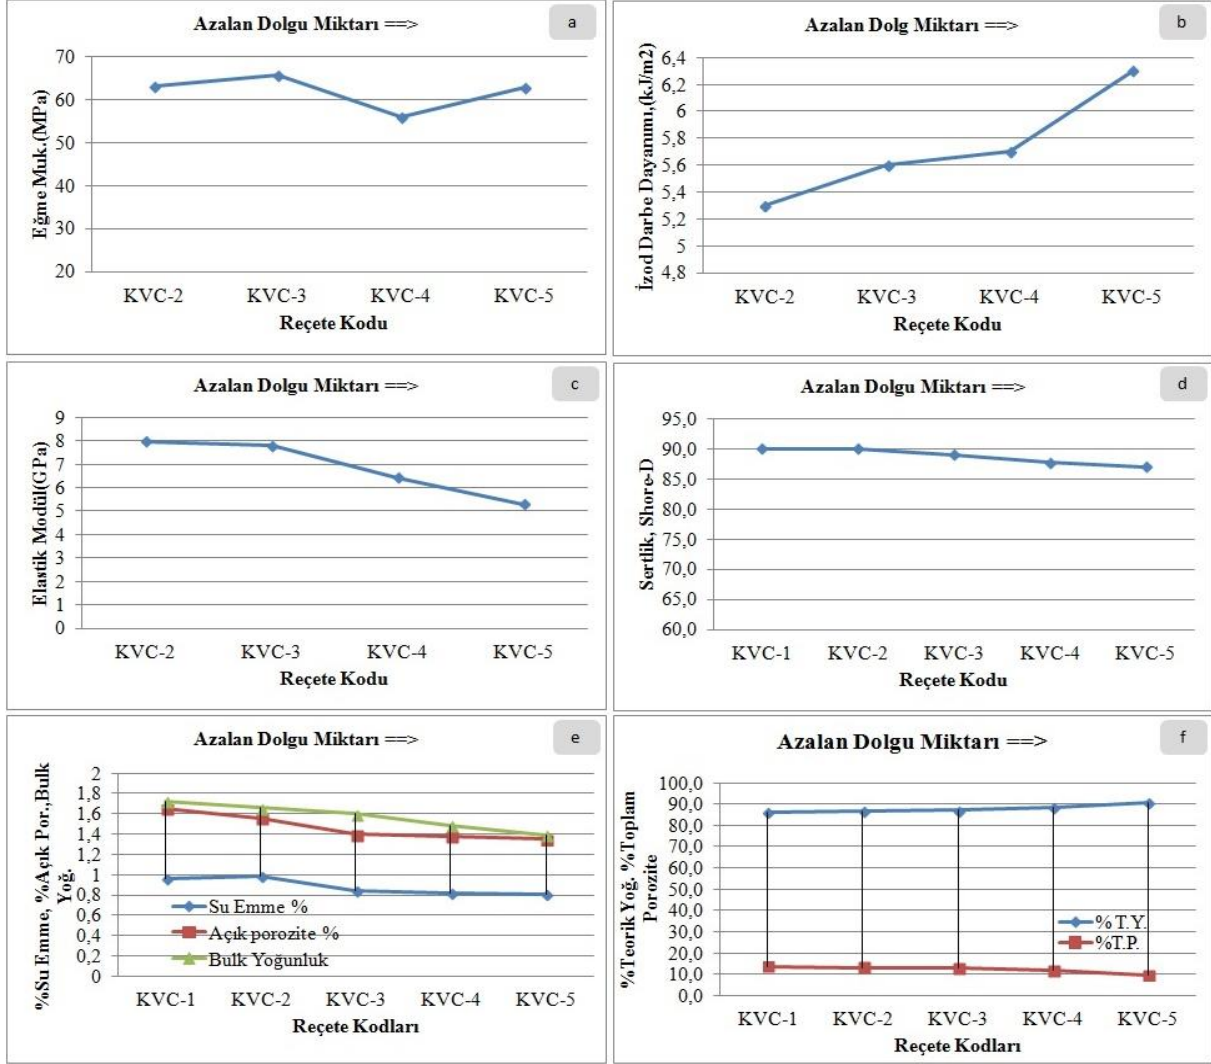 Azalan Dolgu Miktarı ==>
a
Eğme Muk.(MPa)
70
60
50
40
30
20
KVC-2 KVC-3 KVC-4 KVC-5
Reçete Kodu
Azalan Dolg Miktarı ==>
b
İzod Darbe Dayanımı,(kJ/m2)
6,4
6,2
6
5,8
5,6
5,4
5,2
5
4,8
KVC-2 KVC-3 KVC-4 KVC-5
Reçete Kodu
Azalan Dolgu Miktarı ==>
c
Elastik Modül(GPa)
9
8
7
6
5
4
3
2
1
0
KVC-2 KVC-3 KVC-4 KVC-5
Reçete Kodu
Azalan Dolgu Miktarı ==>
d
Sertlik, Shore-D
95,0
90,0
85,0
80,0
75,0
70,0
65,0
60,0
KVC-1 KVC-2 KVC-3 KVC-4 KVC-5
Reçete Kodu
Azalan Dolgu Miktarı ==>
e
%Su Emme, %Açık Por.,Bulk
Yoğ.
2
1,8
1,6
1,4
1,2
1
0,8
0,6
0,4
0,2
0
Su Emme %
Açık porozite %
Bulk Yoğunluk
KVC-1 KVC-2 KVC-3 KVC-4 KVC-5
Reçete Kodları
Azalan Dolgu Miktarı ==>
f
%Teorik Yoğ. %Toplam
Porozite
100,0
90,0
80,0
70,0
60,0
50,0
40,0
30,0
20,0
10,0
0,0
% T.Y.
%T.P.
KVC-1 KVC-2 KVC-3 KVC-4 KVC-5
Reçete Kodları